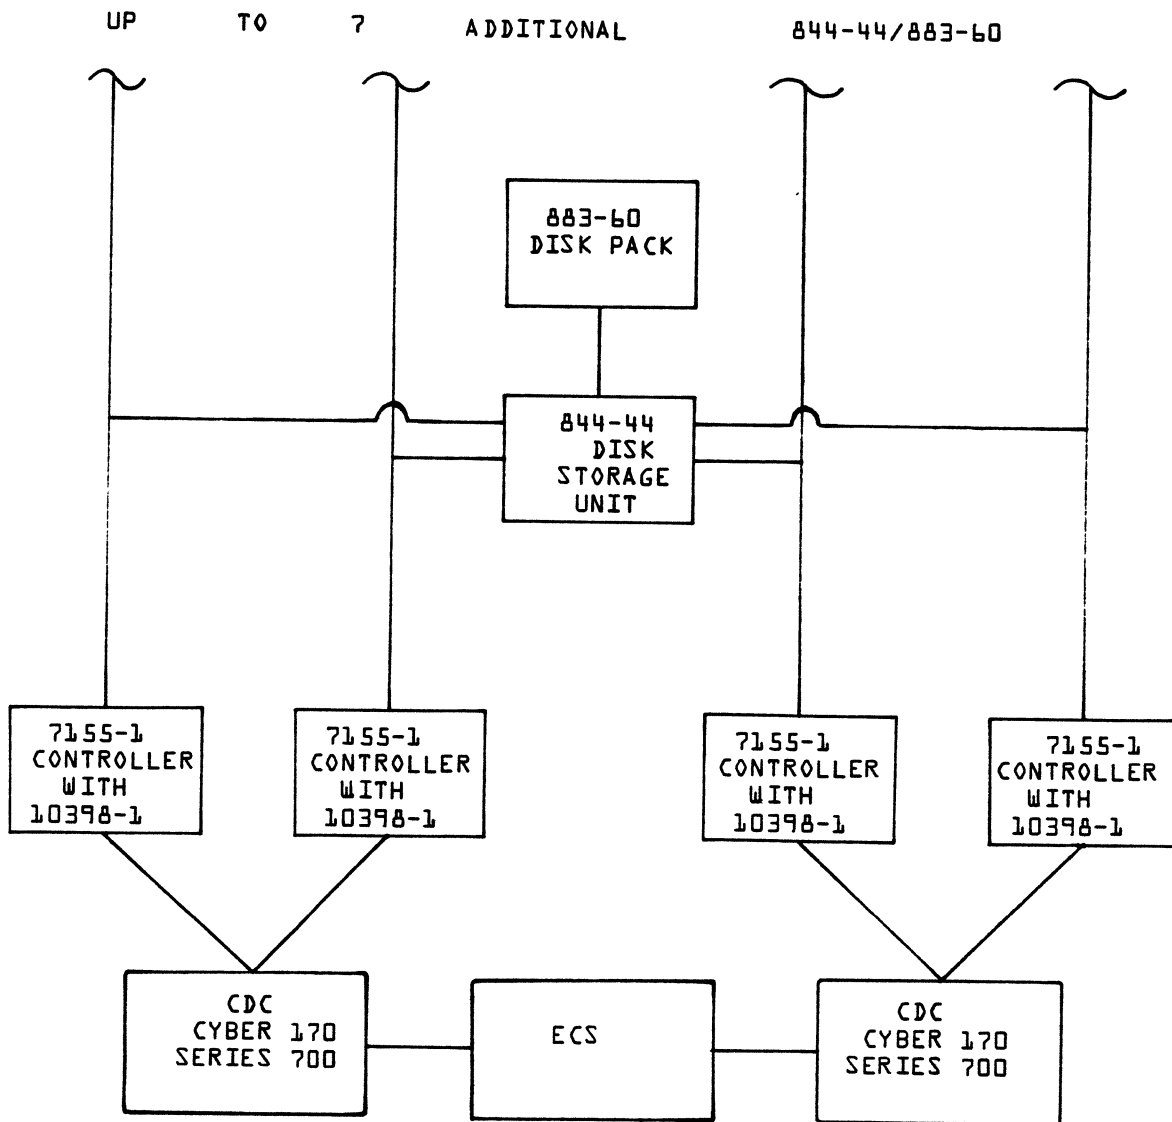 UP TO 7 ADDITIONAL 844-44/883-60
883-60
DISK PACK
844-44
DISK
STORAGE
UNIT
7155-1
CONTROLLER
WITH
10398-1
7155-1
CONTROLLER
WITH
10398-1
7155-1
CONTROLLER
WITH
10398-1
7155-1
CONTROLLER
WITH
10398-1
CDC
CYBER 170
SERIES 700
ECS
CDC
CYBER 170
SERIES 700